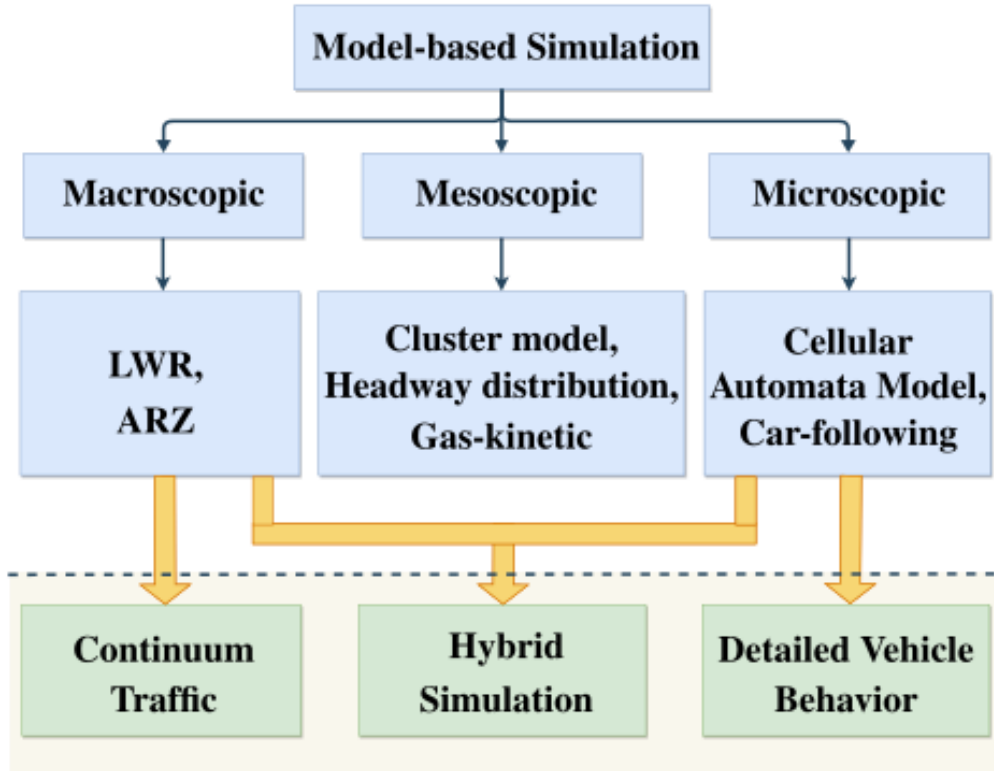 Model-based Simulation
Macroscopic
Mesoscopic
Microscopic
LWR,
ARZ
Cluster model,
Headway distribution,
Gas-kinetic
Cellular
Automata Model,
Car-following
Continuum
Traffic
Hybrid
Simulation
Detailed Vehicle
Behavior